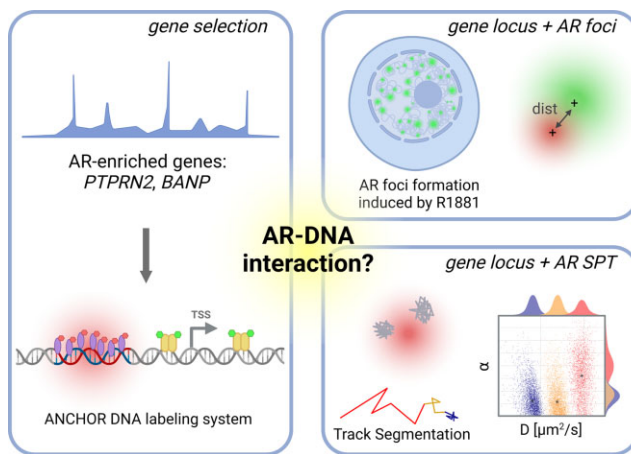 gene selection
AR-enriched genes:
PTPRN2, BANP
TSS
ANCHOR DNA labeling system
AR-DNA
interaction?
gene locus + AR foci
dist
AR foci formation
induced by R1881
gene locus + AR SPT
α
D [µm²/s]
Track Segmentation